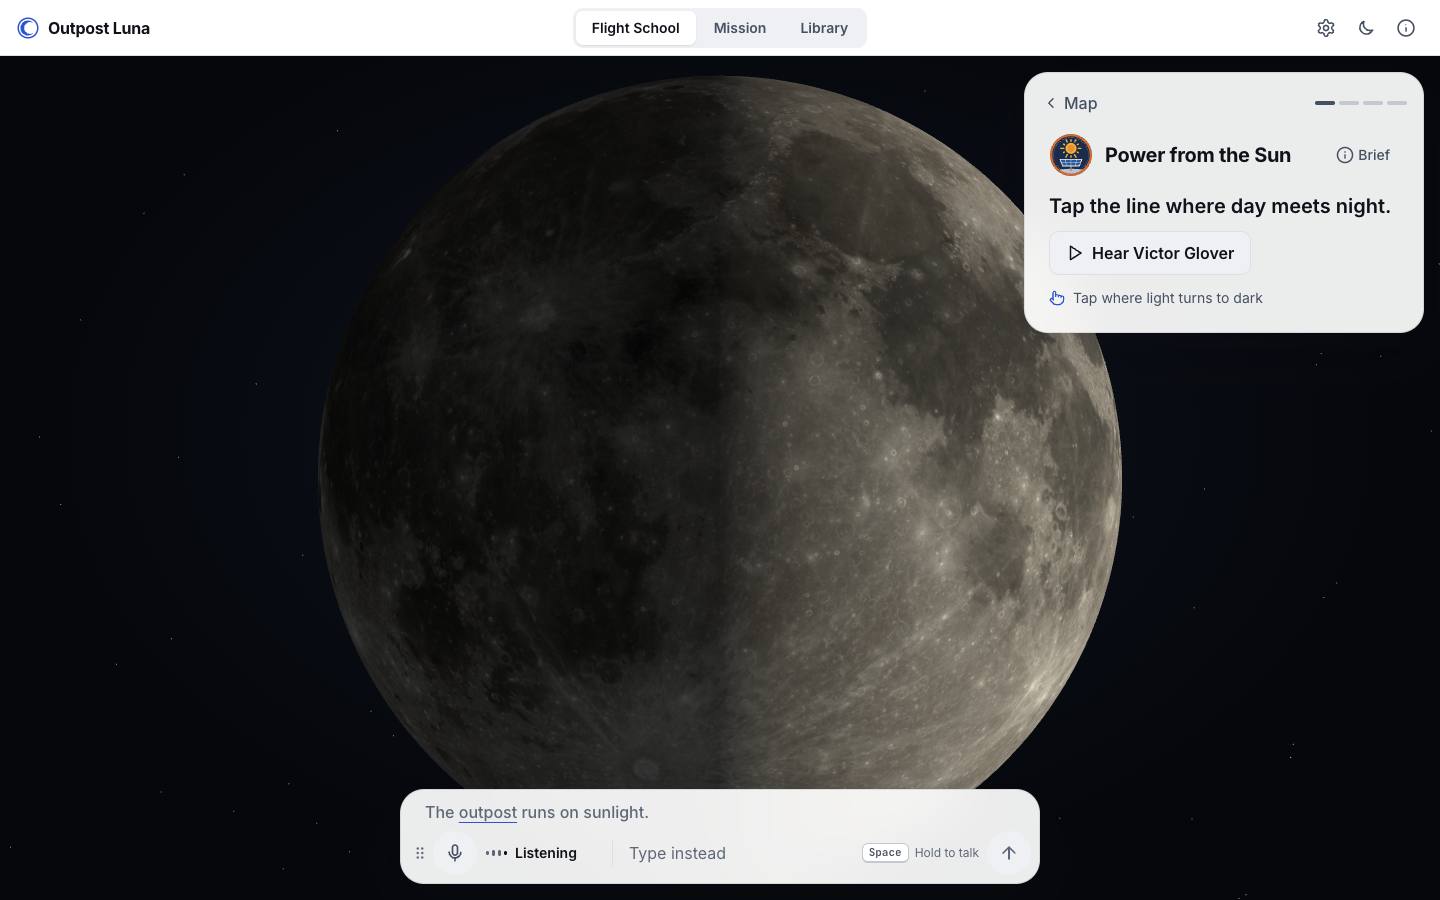 Outpost Luna
Flight School
Mission
Library
Map
Power from the Sun
Brief
Tap the line where day meets night.
Hear Victor Glover
Tap where light turns to dark
The outpost runs on sunlight.
Listening
Type instead
Space
Hold to talk